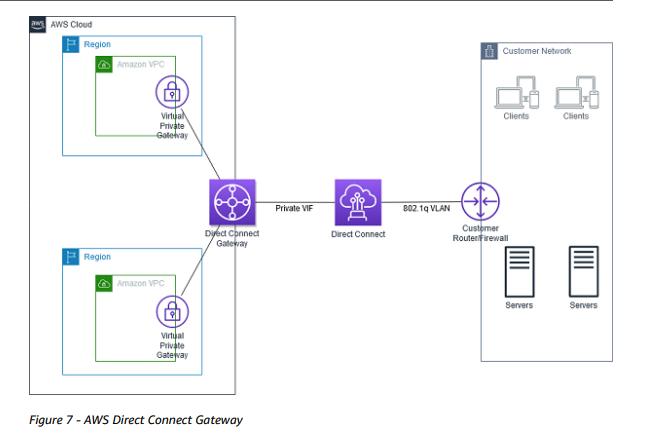 aws
AWS Cloud
Region
Amazon VPC
Virtual
Private
Gateway
Direct Connect
Gateway
Private VIF
Direct Connect
802.1q VLAN
Customer
Router/Firewall
Customer Network
Clients
Clients
Servers
Servers
Region
Amazon VPC
Virtual
Private
Gateway
Figure 7 - AWS Direct Connect Gateway